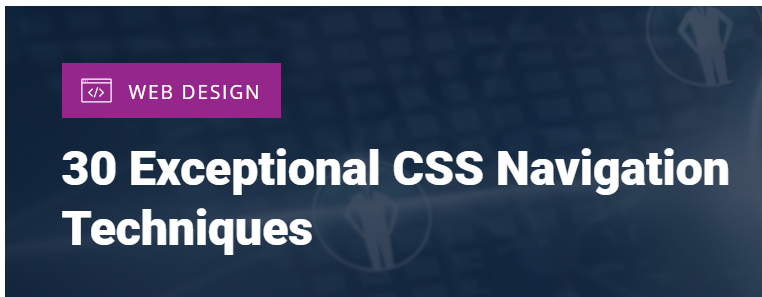 WEB DESIGN
30 Exceptional CSS Navigation
Techniques